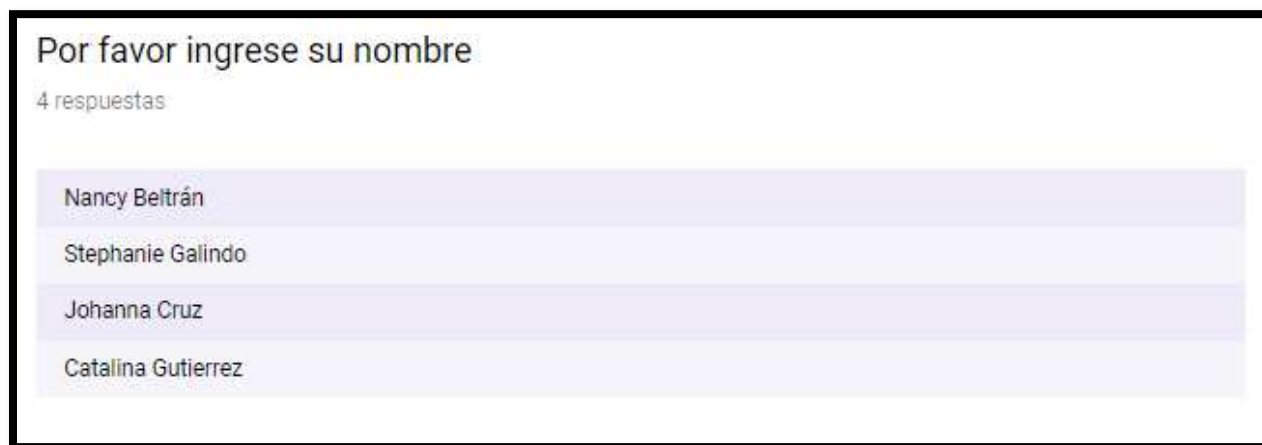 Por favor ingrese su nombre
4 respuestas
Nancy Beltrán
Stephanie Galindo
Johanna Cruz
Catalina Gutierrez